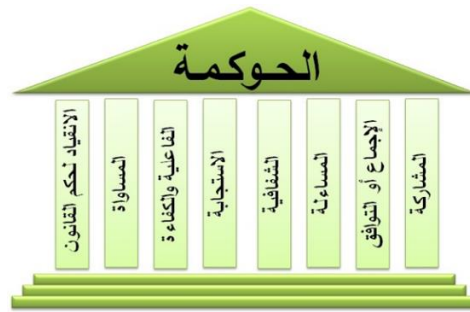 الحوكمة
المشاركة
الإجماع أو التوافق
المساءلة
الشفافية
الاستجابة
الفاعلية والكفاءة
المساواة
الانقياد لحكم القانون